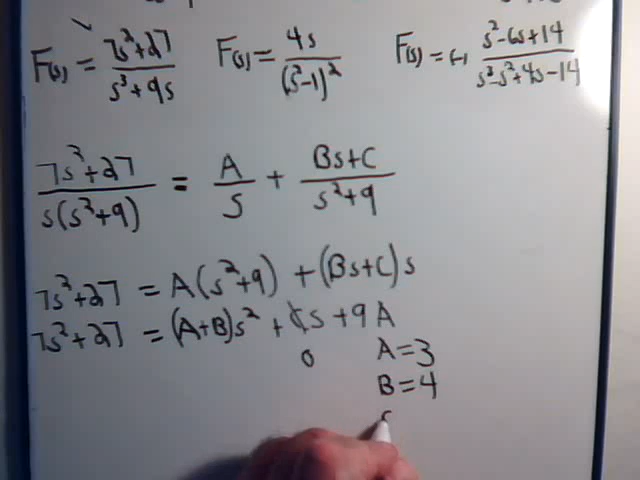 F(s) = 7s²+27 / s³+9s   F(s) = 4s / (s²-1)²   F(s) = (-) s²-6s+14 / s³-s²+4s-14
7s²+27 / s(s²+9) = A/s + Bs+C / s²+9
7s²+27 = A(s²+9) + (Bs+C)s
7s²+27 = (A+B)s² + Cs + 9A
0   A=3
B=4